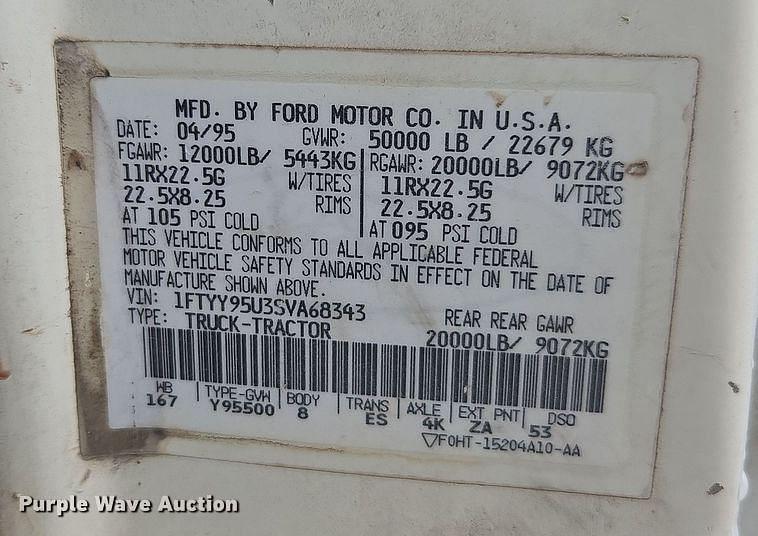 MFD. BY FORD MOTOR CO. IN U.S.A.
DATE: 04/95 GVWR: 50000 LB / 22679 KG
FGAWR: 12000LB/ 5443KG RGAWR: 20000LB/ 9072KG
11RX22.5G W/TIRES 11RX22.5G W/TIRES
22.5X8.25 RIMS 22.5X8.25 RIMS
AT 105 PSI COLD AT 095 PSI COLD
THIS VEHICLE CONFORMS TO ALL APPLICABLE FEDERAL
MOTOR VEHICLE SAFETY STANDARDS IN EFFECT ON THE DATE OF
MANUFACTURE SHOWN ABOVE.
VIN: 1FTYY95U3SVA68343 REAR REAR GAWR
TYPE: TRUCK-TRACTOR 20000LB/ 9072KG
WB TYPE-GVW BODY TRANS AXLE EXT PNT DSO
167 Y95500 8 ES 4K ZA 53
F0HT-15204A10-AA
Purple Wave Auction